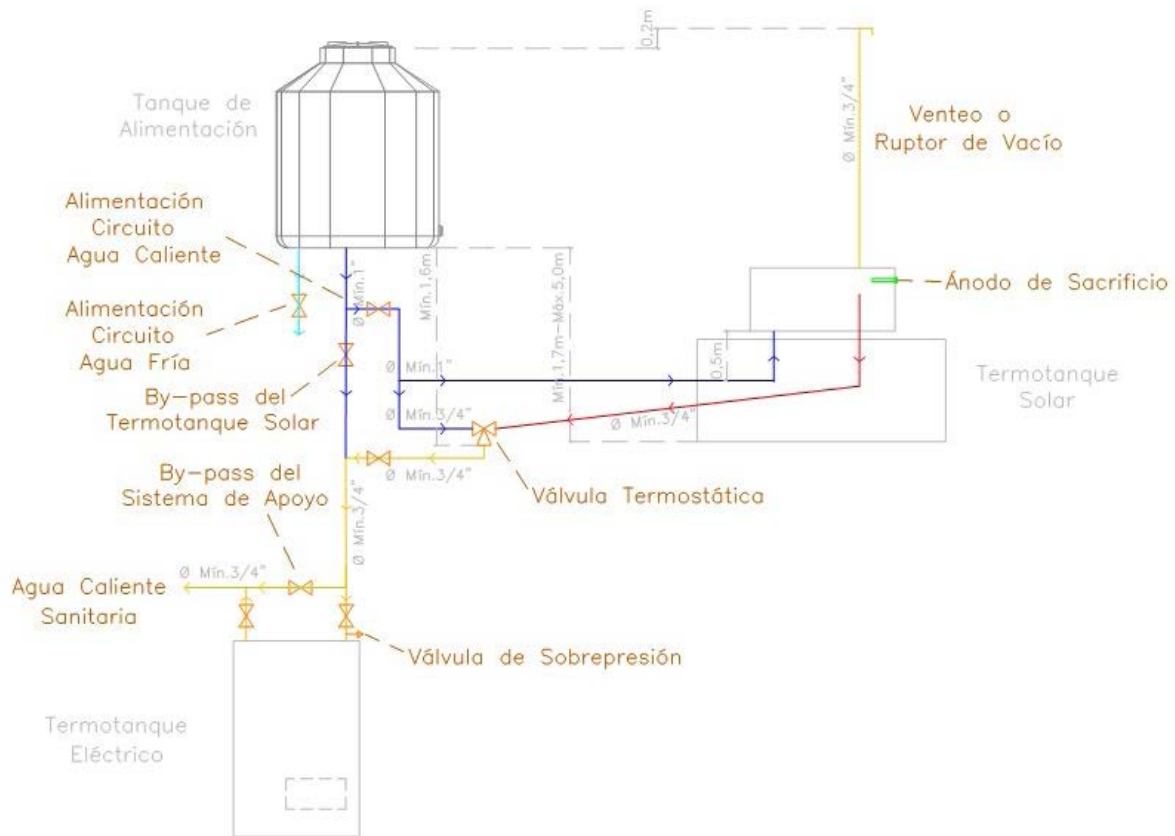 0,2m
Tanque de
Alimentación
Ø Mín.3/4"
Venteo o
Ruptor de Vacío
Alimentación
Circuito
Agua Caliente
Ø Mín.1"
Mín.1,6m
Mín.1,7m-Máx.5,0m
Ánodo de Sacrificio
Alimentación
Circuito
Agua Fría
Ø Mín.1"
0,5m
Termotanque
Solar
By-pass del
Termotanque Solar
Ø Mín.3/4"
Ø Mín.3/4"
By-pass del
Sistema de Apoyo
Ø Mín.3/4"
Válvula Termostática
Ø Mín.3/4"
Agua Caliente
Sanitaria
Ø Mín.3/4"
Válvula de Sobrepresión
Termotanque
Eléctrico